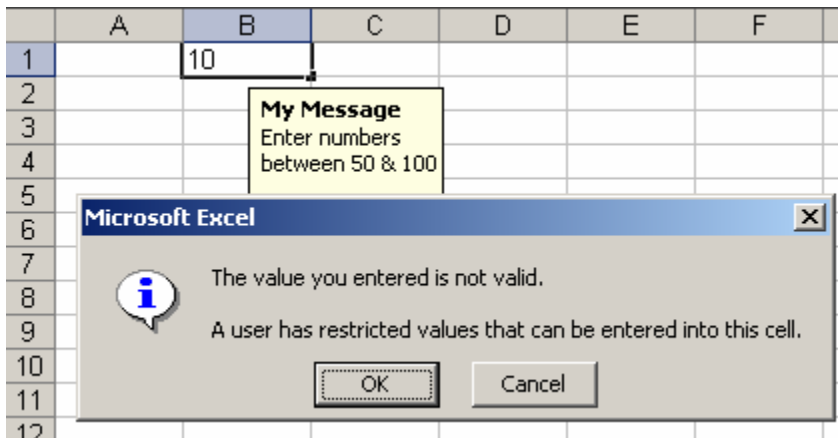 A B C D E F
1 10
2
My Message
3
Enter numbers
4
between 50 & 100
5
Microsoft Excel
6
7
The value you entered is not valid.
8
9
A user has restricted values that can be entered into this cell.
10
OK Cancel
11
12